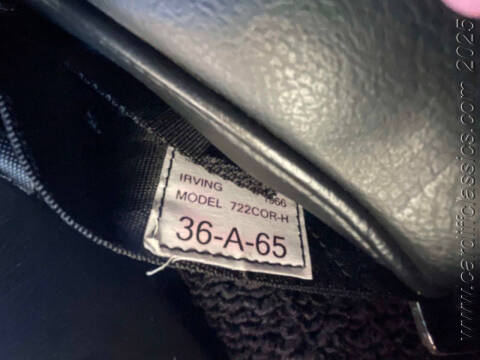 IRVING 1966
MODEL 722COR-H
36-A-65
www.carolinaclassics.com 2025